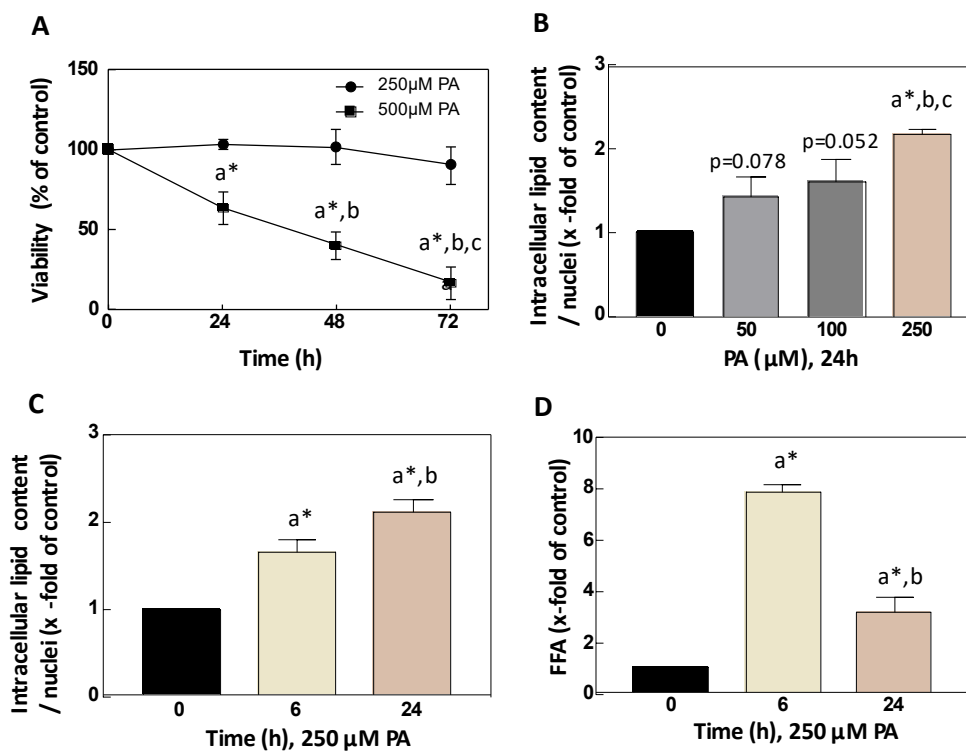 A
Viability (% of control)
150
100
50
0
250µM PA
500µM PA
a*
a*,b
a*,b,c
0 24 48 72
Time (h)
B
Intracellular lipid content
/ nuclei (x -fold of control)
3
2
1
0
p=0.078
p=0.052
a*,b,c
0 50 100 250
PA (µM), 24h
C
Intracellular lipid content
/ nuclei (x -fold of control)
3
2
1
0
a*
a*,b
0 6 24
Time (h), 250 µM PA
D
FFA (x-fold of control)
10
8
6
4
2
0
a*
a*,b
0 6 24
Time (h), 250 µM PA